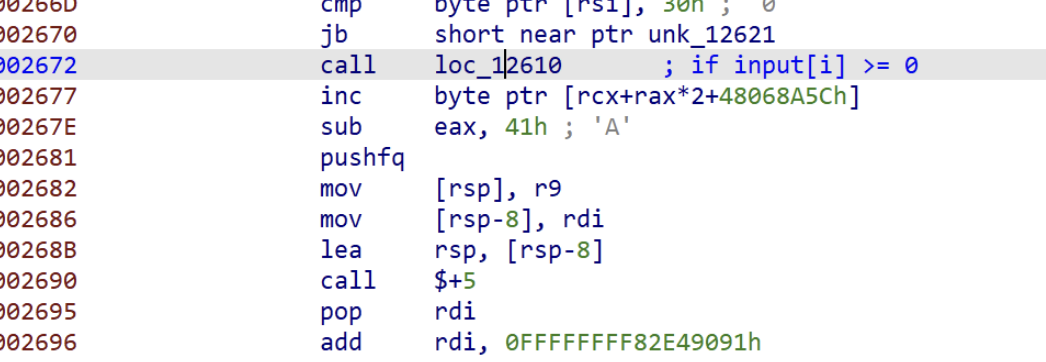 00266D cmp byte ptr [rsi], 30h ; '0'
002670 jb short near ptr unk_12621
002672 call loc_12610 ; if input[i] >= 0
002677 inc byte ptr [rcx+rax*2+48068A5Ch]
00267E sub eax, 41h ; 'A'
002681 pushfq
002682 mov [rsp], r9
002686 mov [rsp-8], rdi
00268B lea rsp, [rsp-8]
002690 call $+5
002695 pop rdi
002696 add rdi, 0FFFFFFFF82E49091h